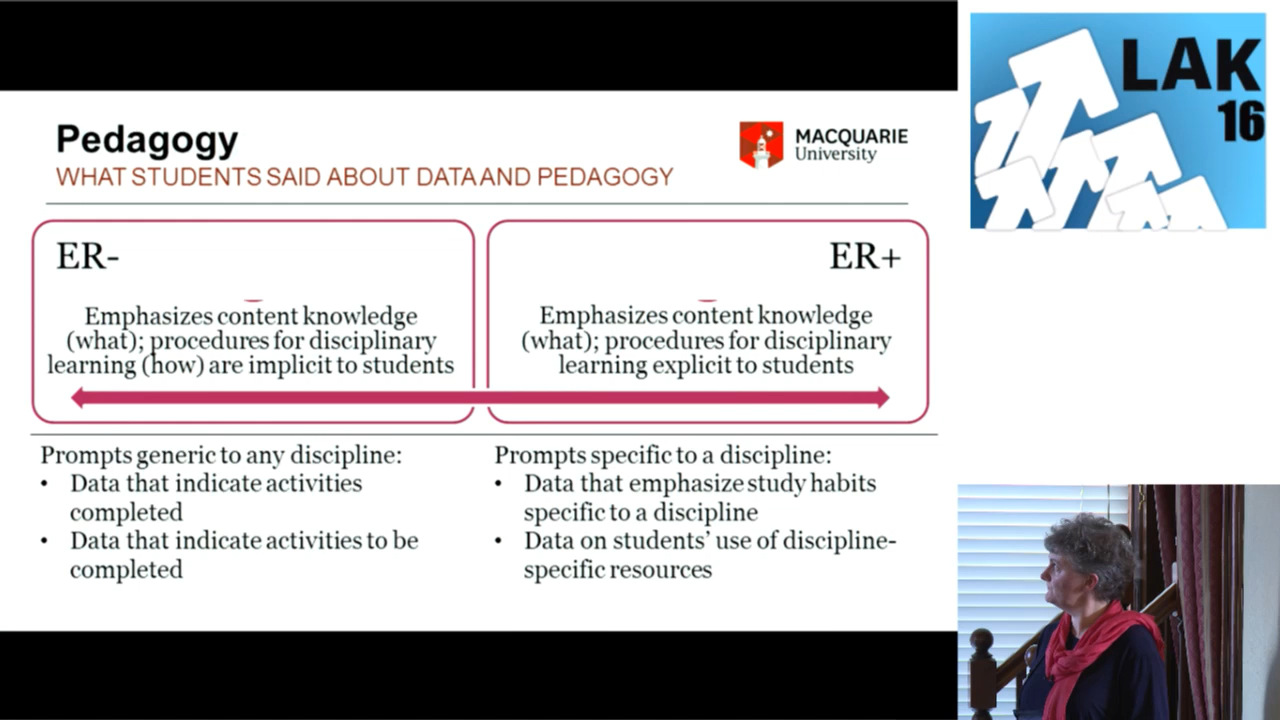 Pedagogy
WHAT STUDENTS SAID ABOUT DATA AND PEDAGOGY
MACQUARIE
University
ER-
Emphasizes content knowledge
(what); procedures for disciplinary
learning (how) are implicit to students
ER+
Emphasizes content knowledge
(what); procedures for disciplinary
learning explicit to students
Prompts generic to any discipline:
• Data that indicate activities
completed
• Data that indicate activities to be
completed
Prompts specific to a discipline:
• Data that emphasize study habits
specific to a discipline
• Data on students’ use of discipline-
specific resources
LAK
16